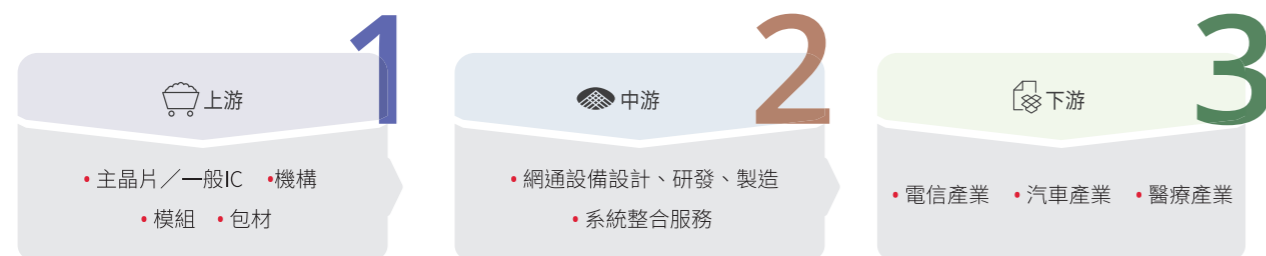 1
上游
• 主晶片／一般IC •機構
• 模組 • 包材
2
中游
• 網通設備設計、研發、製造
• 系統整合服務
3
下游
• 電信產業 • 汽車產業 • 醫療產業